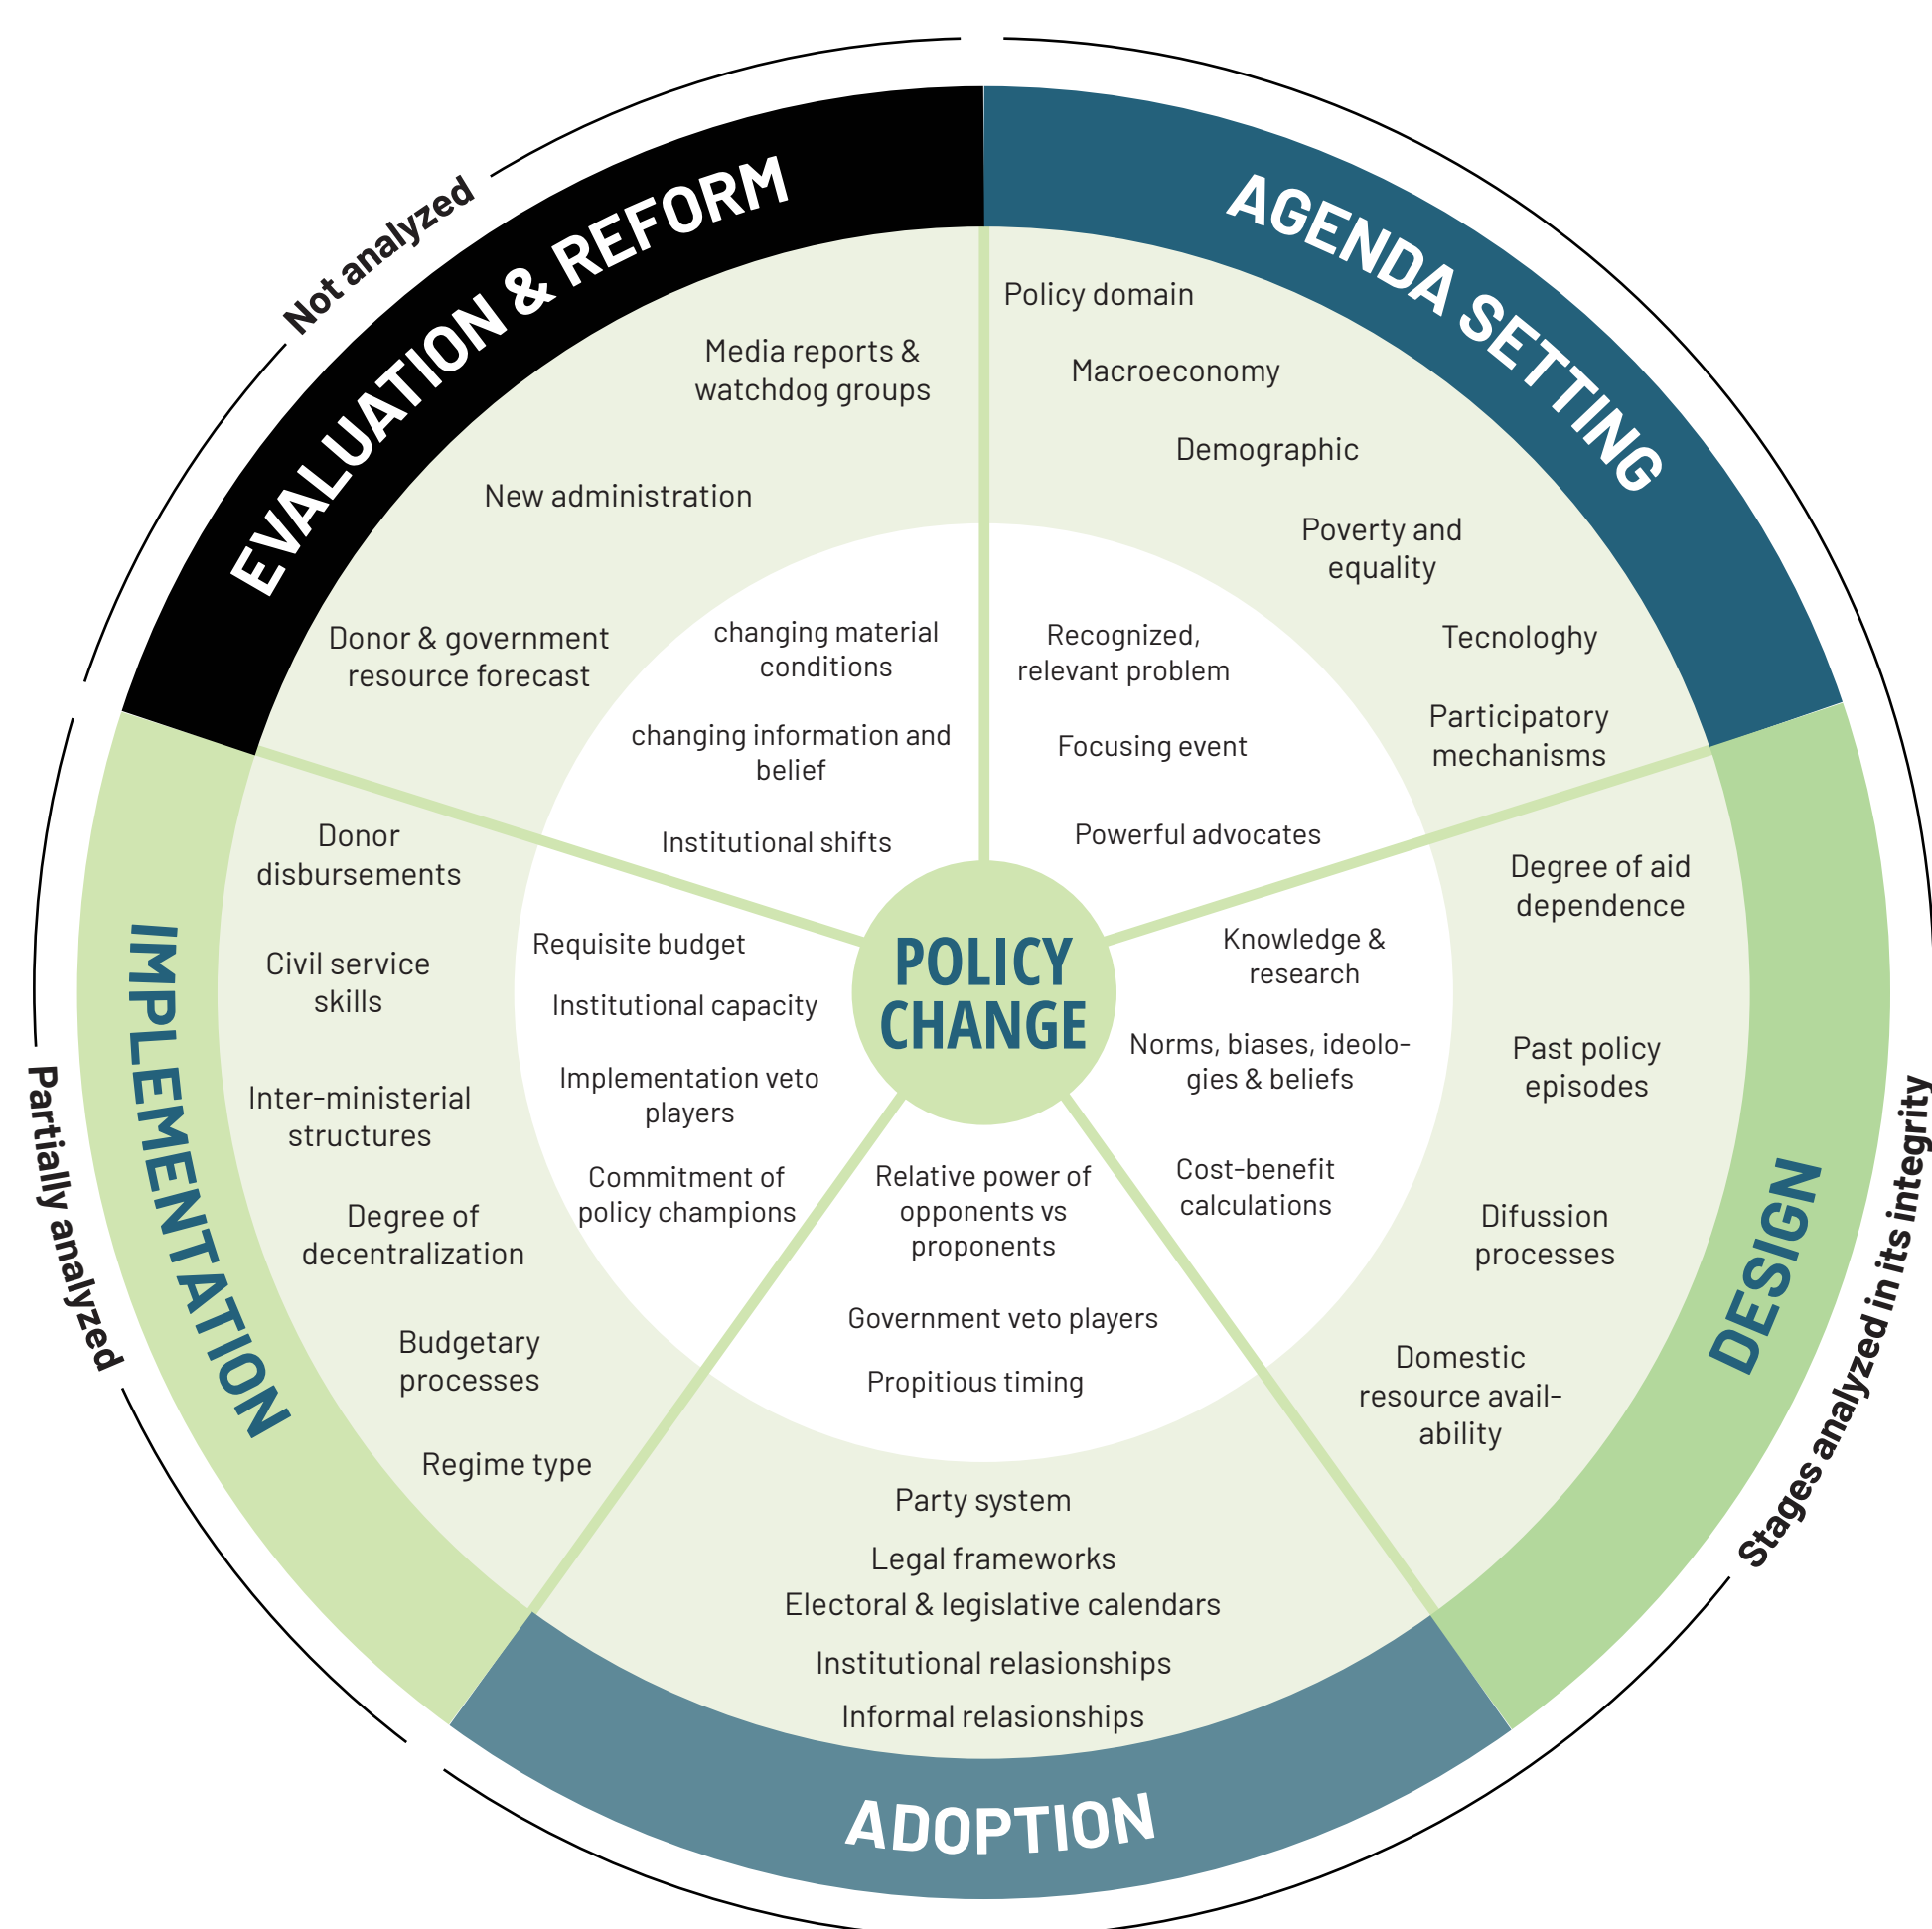 Not analyzed
EVALUATION & REFORM
Media reports &
watchdog groups
New administration
Donor & government
resource forecast
changing material
conditions
changing information and
belief
Institutional shifts
AGENDA SETTING
Policy domain
Macroeconomy
Demographic
Poverty and
equality
Tecnologhy
Participatory
mechanisms
Recognized,
relevant problem
Focusing event
Powerful advocates
POLICY
CHANGE
Stages analyzed in its integrity
DESIGN
Degree of aid
dependence
Past policy
episodes
Difussion
processes
Domestic
resource avail-
ability
Knowledge &
research
Norms, biases, ideolo-
gies & beliefs
Cost-benefit
calculations
Relative power of
opponents vs
proponents
Government veto players
Propitious timing
Party system
Legal frameworks
Electoral & legislative calendars
Institutional relasionships
Informal relasionships
ADOPTION
Partially analyzed
IMPLEMENTATION
Donor
disbursements
Civil service
skills
Inter-ministerial
structures
Degree of
decentralization
Budgetary
processes
Regime type
Requisite budget
Institutional capacity
Implementation veto
players
Commitment of
policy champions